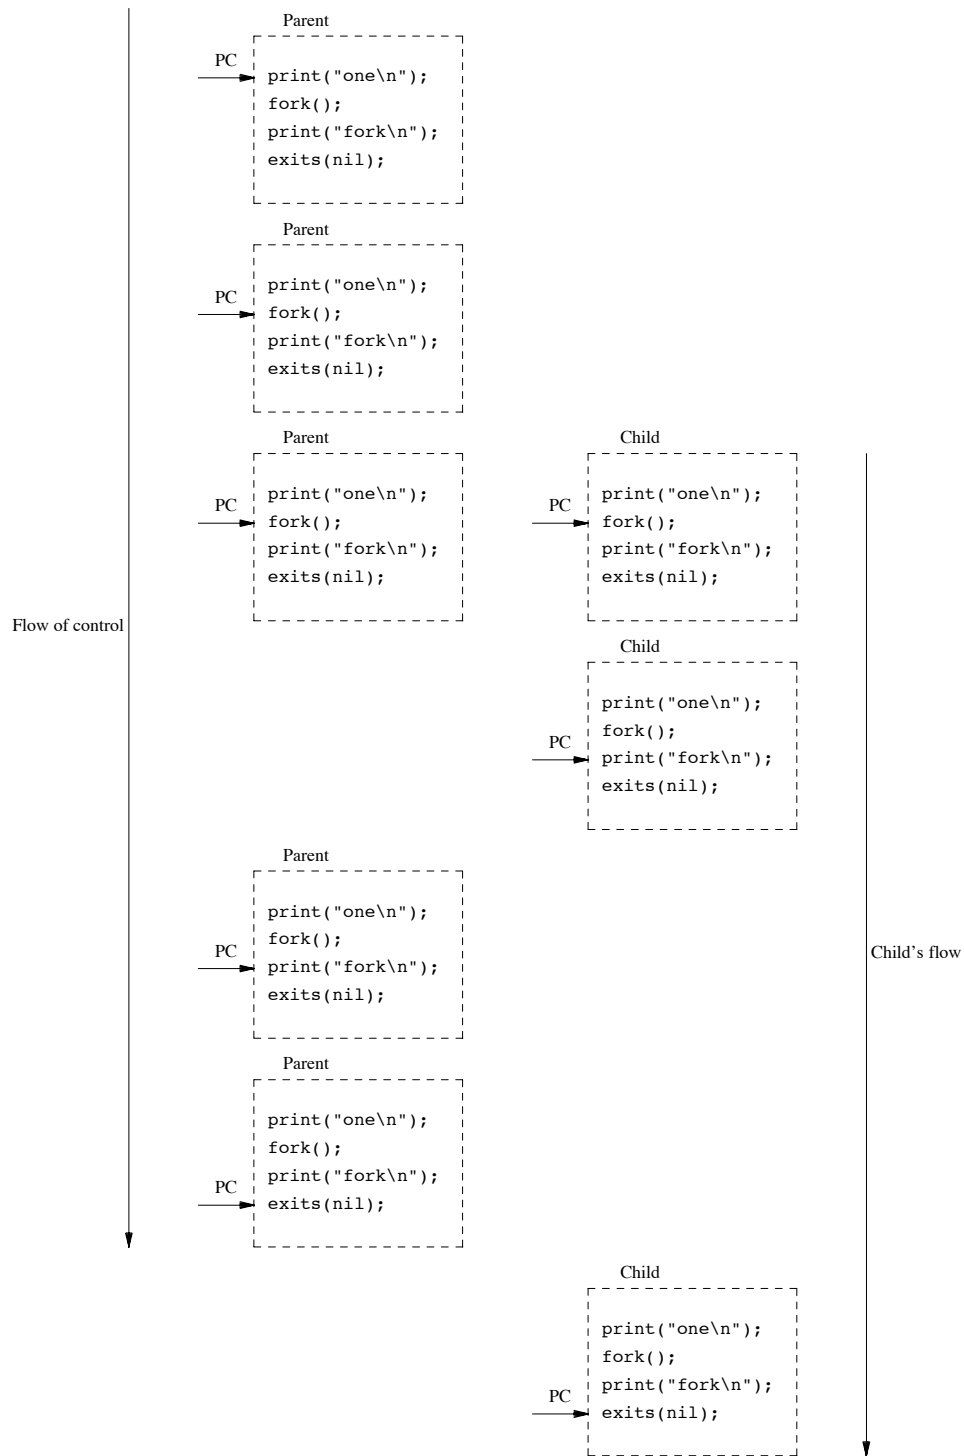 Parent
PC
print("one\n");
fork();
print("fork\n");
exits(nil);
Parent
print("one\n");
PC
fork();
print("fork\n");
exits(nil);
Parent
print("one\n");
PC
fork();
print("fork\n");
exits(nil);
Child
print("one\n");
PC
fork();
print("fork\n");
exits(nil);
Flow of control
Child
print("one\n");
fork();
PC
print("fork\n");
exits(nil);
Parent
print("one\n");
fork();
PC
print("fork\n");
exits(nil);
Child's flow
Parent
print("one\n");
fork();
print("fork\n");
PC
exits(nil);
Child
print("one\n");
fork();
print("fork\n");
PC
exits(nil);